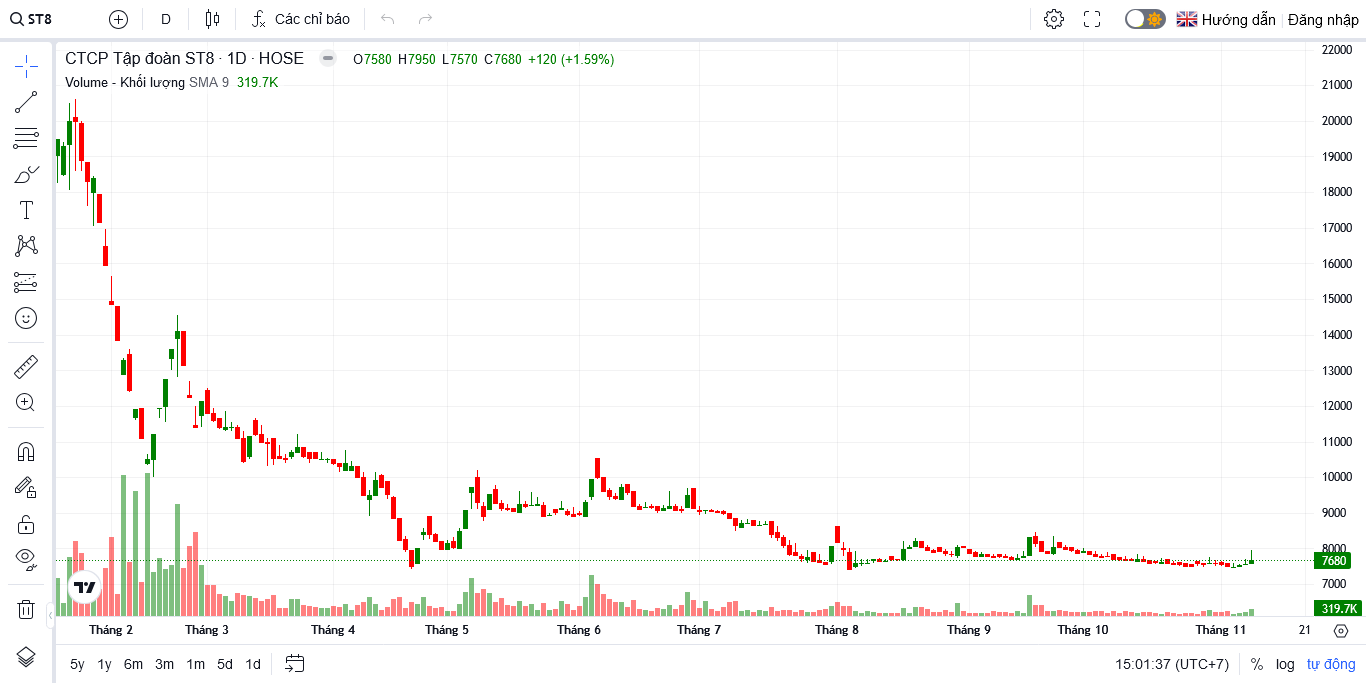 ST8 D Các chỉ báo Hướng dẫn Đăng nhập
CTCP Tập đoàn ST8 · 1D · HOSE O7580 H7950 L7570 C7680 +120 (+1.59%)
Volume - Khối lượng SMA 9 319.7K
22000
21000
20000
19000
18000
17000
16000
15000
14000
13000
12000
11000
10000
9000
8000
7680
7000
319.7K
Tháng 2 Tháng 3 Tháng 4 Tháng 5 Tháng 6 Tháng 7 Tháng 8 Tháng 9 Tháng 10 Tháng 11 21
5y 1y 6m 3m 1m 5d 1d 15:01:37 (UTC+7) % log tự động